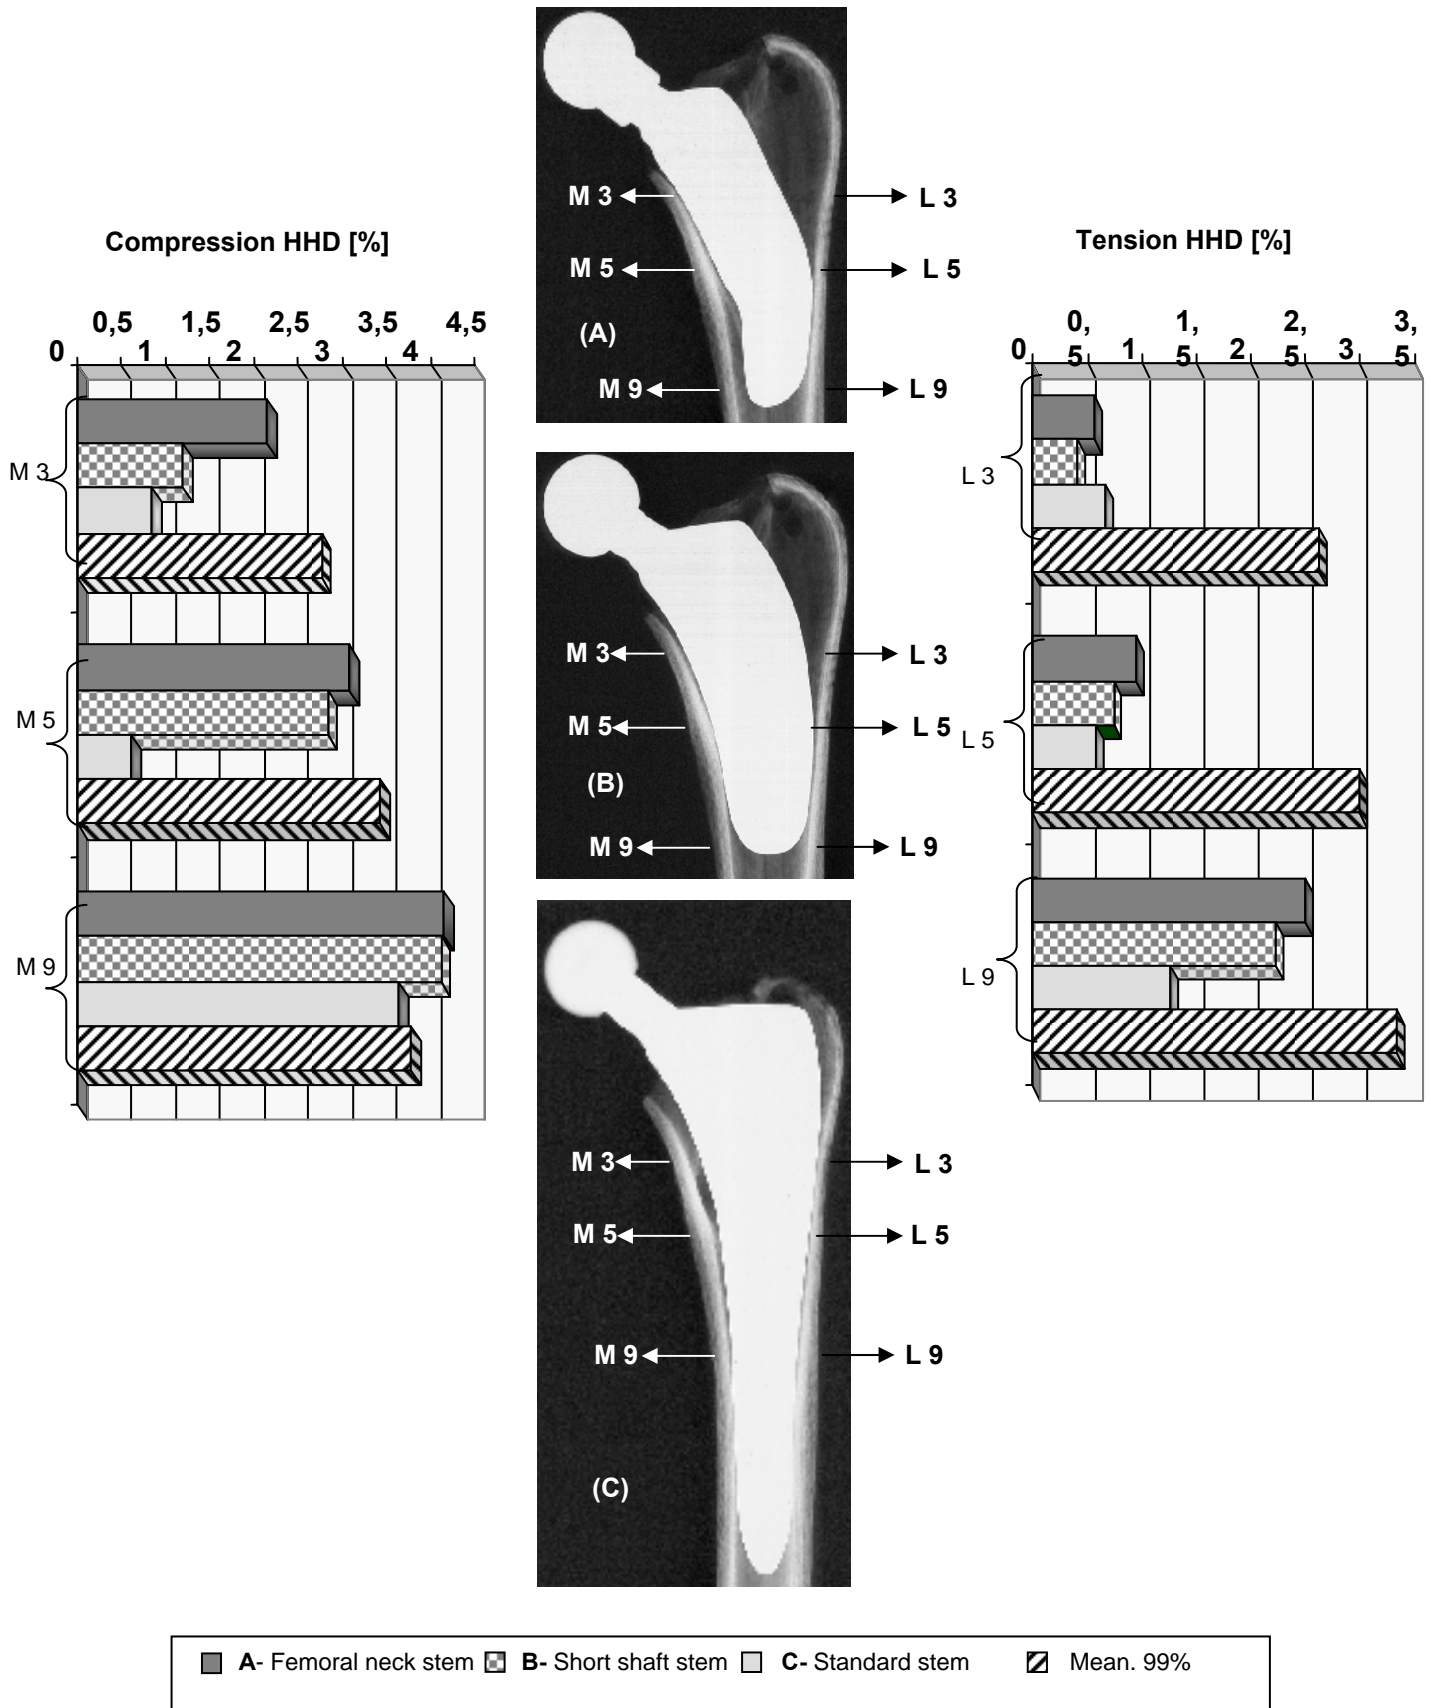 Compression HHD [%]
0,5 1,5 2,5 3,5 4,5
0 1 2 3 4
M 3
M 5
M 9
M 3 L 3
M 5 L 5
(A)
M 9 L 9
M 3 L 3
M 5 L 5
(B)
M 9 L 9
M 3 L 3
M 5 L 5
M 9 L 9
(C)
Tension HHD [%]
0, 1, 2, 3,
0 5 1 5 2 5 3 5
L 3
L 5
L 9
A- Femoral neck stem B- Short shaft stem C- Standard stem Mean. 99%